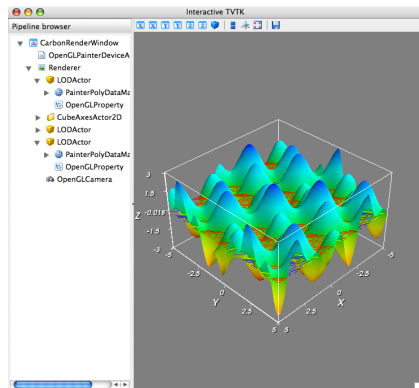 Interactive TVTK
Pipeline browser
X X Y Y Z Z
CarbonRenderWindow
OpenGLPainterDeviceA
Renderer
LODActor
PainterPolyDataMa
OpenGLProperty
CubeAxesActor2D
LODActor
LODActor
PainterPolyDataMa
OpenGLProperty
OpenGLCamera
3
1.5
Z -0.018
-1.5
-3
-5
-2.5
0
Y
2.5
5
5
2.5
0
X
-2.5
-5